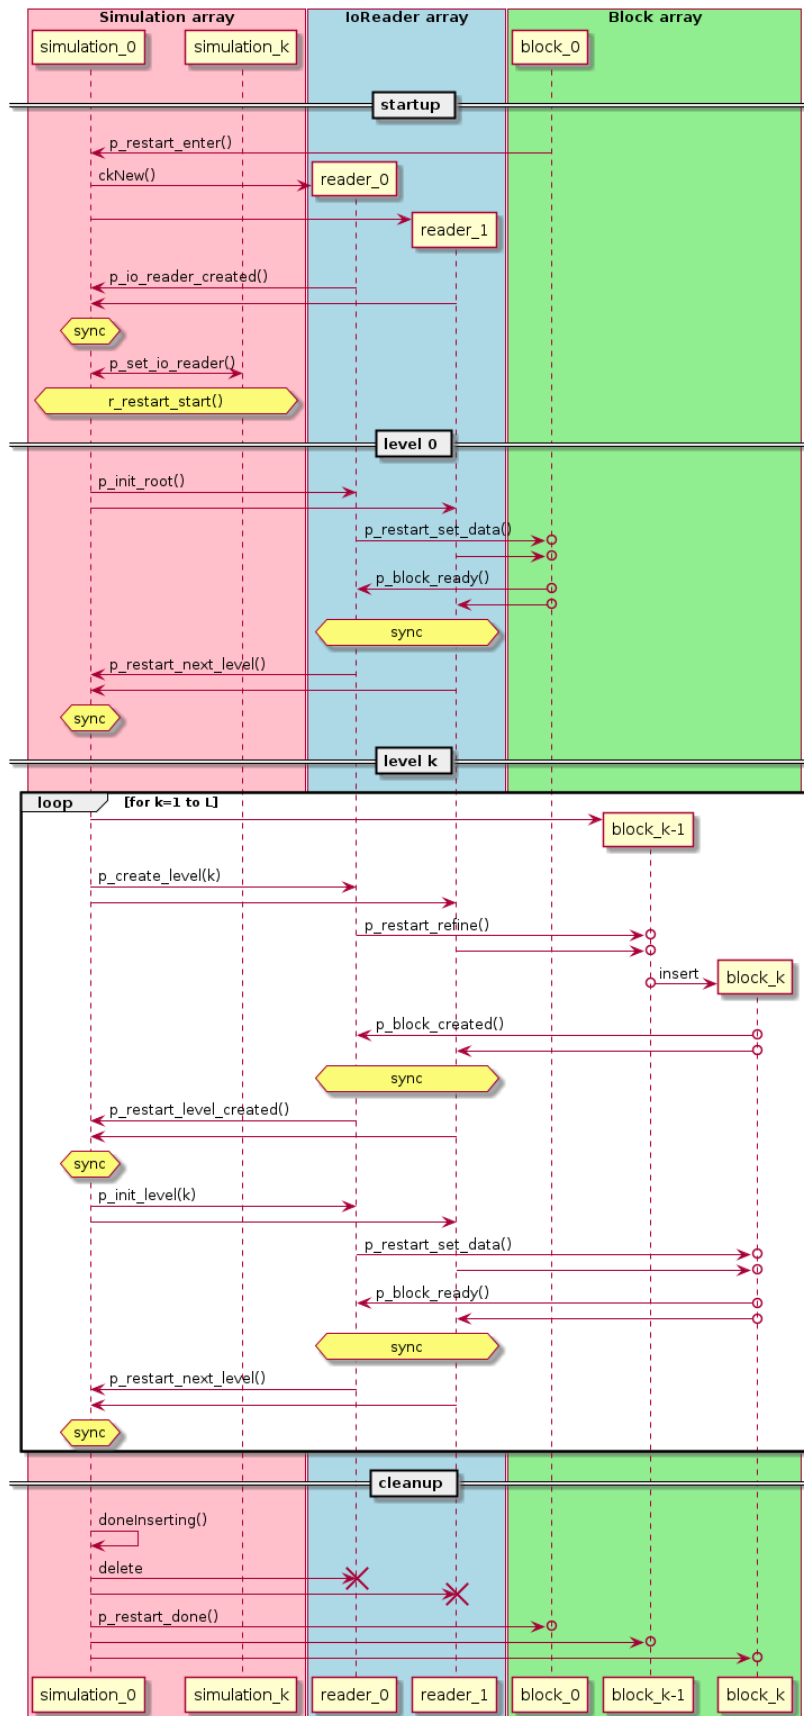 Simulation array IoReader array Block array
simulation_0 simulation_k block_0
startup
p_restart_enter()
ckNew()
reader_0
reader_1
p_io_reader_created()
sync
p_set_io_reader()
r_restart_start()
level 0
p_init_root()
p_restart_set_data()
p_block_ready()
sync
p_restart_next_level()
sync
level k
loop [for k=1 to L]
block_k-1
p_create_level(k)
p_restart_refine()
insert block_k
p_block_created()
sync
p_restart_level_created()
sync
p_init_level(k)
p_restart_set_data()
p_block_ready()
sync
p_restart_next_level()
sync
cleanup
doneInserting()
delete
p_restart_done()
simulation_0 simulation_k reader_0 reader_1 block_0 block_k-1 block_k